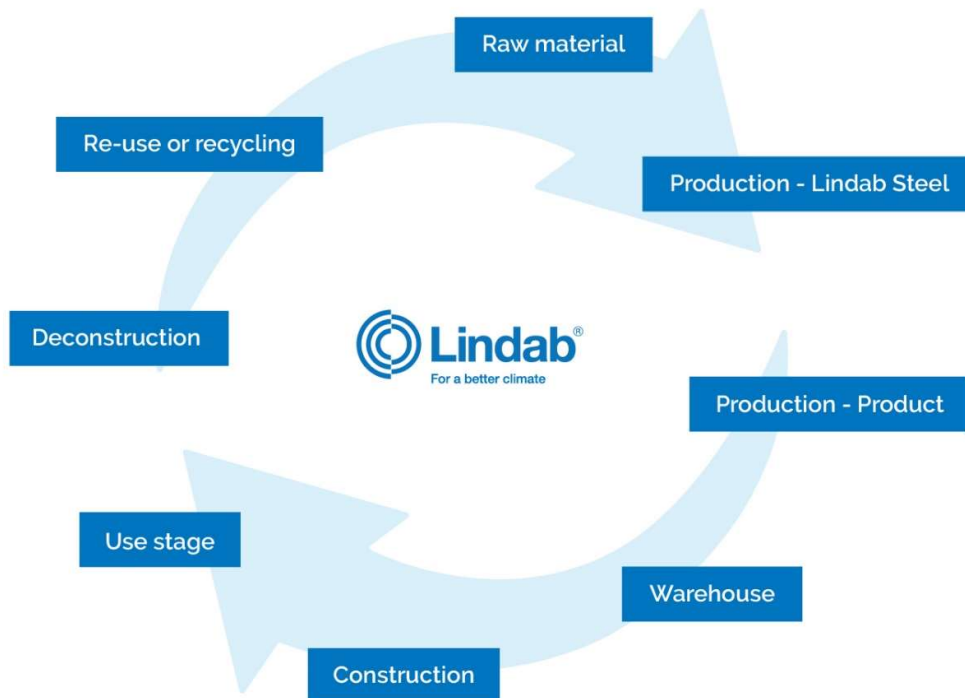 Raw material
Re-use or recycling
Production - Lindab Steel
Deconstruction
Lindab®
For a better climate
Production - Product
Use stage
Warehouse
Construction